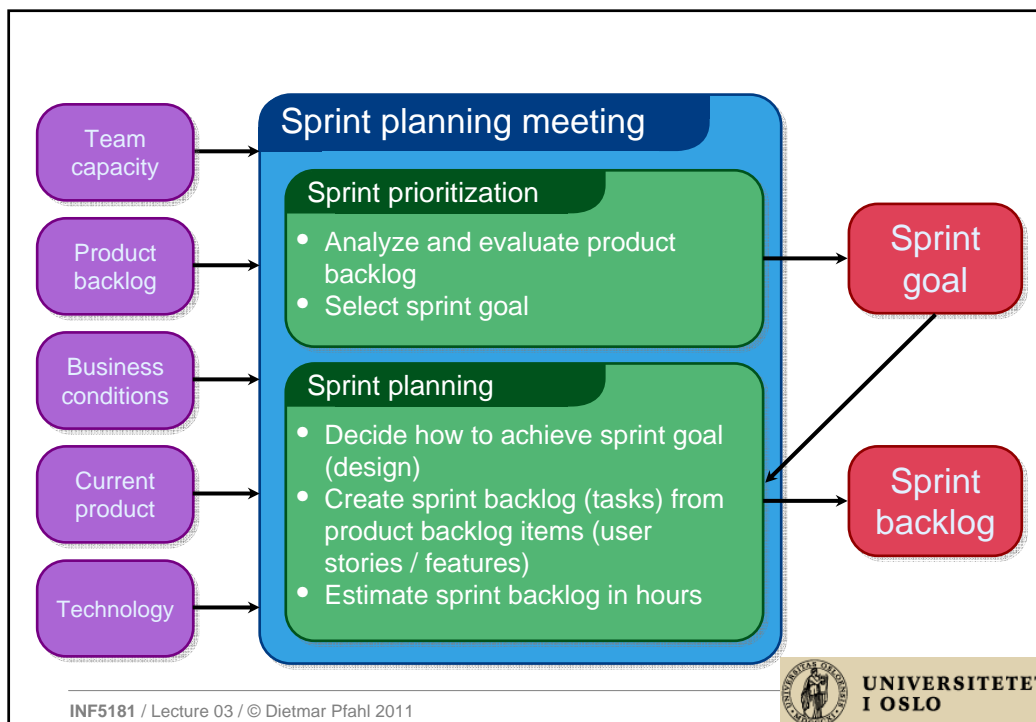 Team
capacity
Product
backlog
Business
conditions
Current
product
Technology
Sprint planning meeting
Sprint prioritization
• Analyze and evaluate product
backlog
• Select sprint goal
Sprint planning
• Decide how to achieve sprint goal
(design)
• Create sprint backlog (tasks) from
product backlog items (user
stories / features)
• Estimate sprint backlog in hours
Sprint
goal
Sprint
backlog
INF5181 / Lecture 03 / © Dietmar Pfahl 2011
UNIVERSITETET
I OSLO